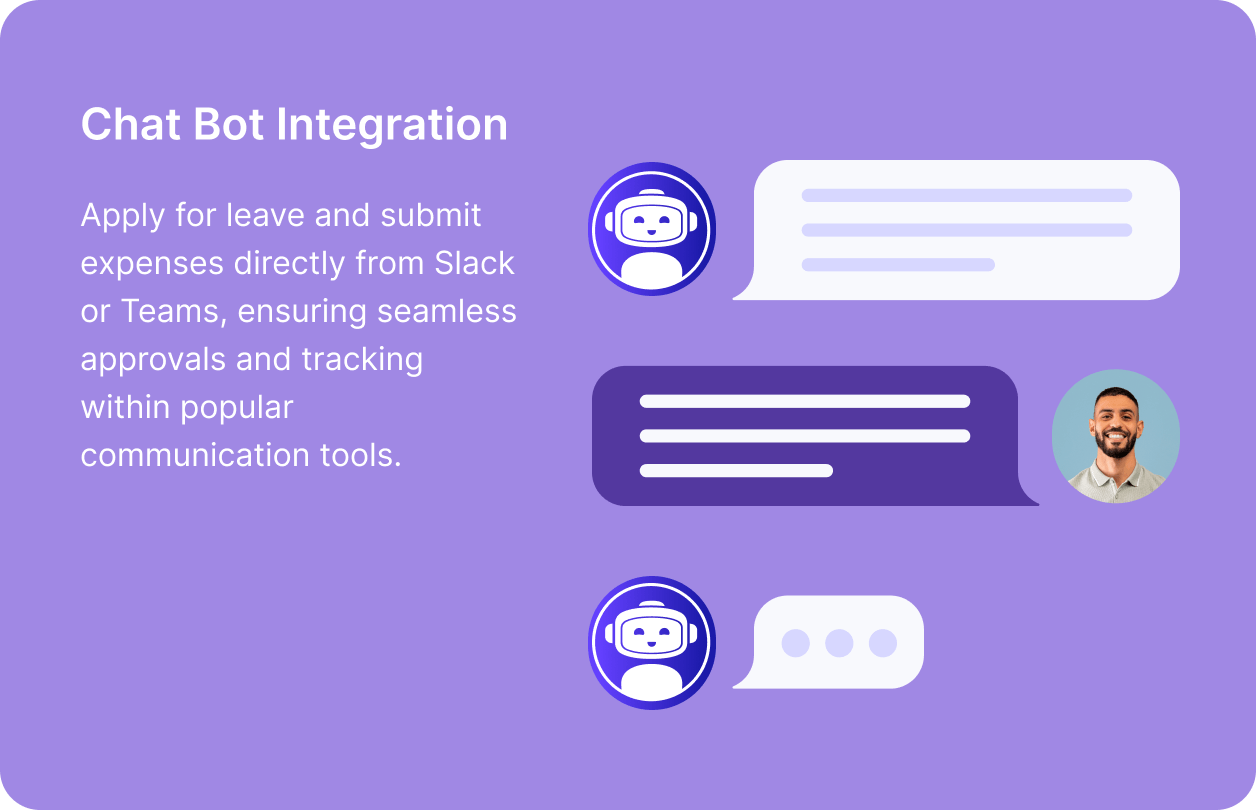 Chat Bot Integration
Apply for leave and submit
expenses directly from Slack
or Teams, ensuring seamless
approvals and tracking
within popular
communication tools.